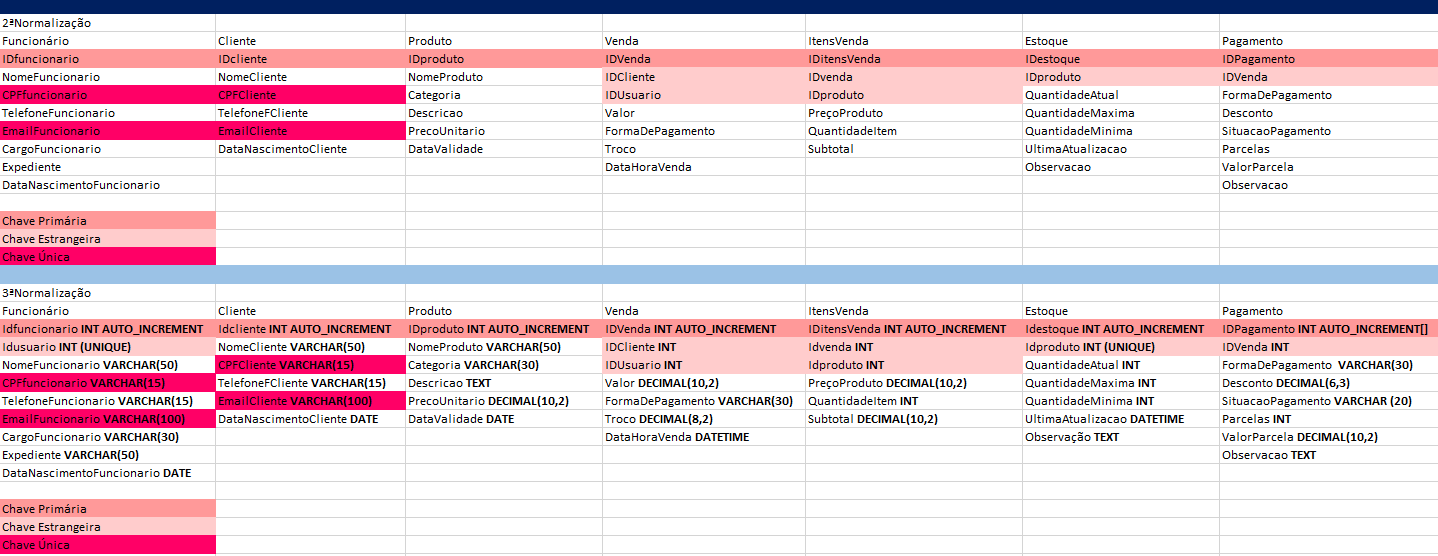 2ªNormalização
Funcionário Cliente Produto Venda ItensVenda Estoque Pagamento
IDfuncionario IDcliente IDproduto IDVenda IDitensVenda IDestoque IDPagamento
NomeFuncionario NomeCliente NomeProduto IDCliente IDvenda IDproduto IDVenda
CPFfuncionario CPFCliente Categoria IDUsuario IDproduto QuantidadeAtual FormaDePagamento
TelefoneFuncionario TelefoneFCliente Descricao Valor PreçoProduto QuantidadeMaxima Desconto
EmailFuncionario EmailCliente PrecoUnitario FormaDePagamento QuantidadeItem QuantidadeMinima SituacaoPagamento
CargoFuncionario DataNascimentoCliente DataValidade Troco Subtotal UltimaAtualizacao Parcelas
Expediente DataHoraVenda Observacao ValorParcela
DataNascimentoFuncionario Observacao
Chave Primária
Chave Estrangeira
Chave Única
3ªNormalização
Funcionário Cliente Produto Venda ItensVenda Estoque Pagamento
Idfuncionario INT AUTO_INCREMENT Idcliente INT AUTO_INCREMENT IDproduto INT AUTO_INCREMENT IDVenda INT AUTO_INCREMENT IDitensVenda INT AUTO_INCREMENT Idestoque INT AUTO_INCREMENT IDPagamento INT AUTO_INCREMENT[]
Idusuario INT (UNIQUE) NomeCliente VARCHAR(50) NomeProduto VARCHAR(50) IDCliente INT Idvenda INT Idproduto INT (UNIQUE) IDVenda INT
NomeFuncionario VARCHAR(50) CPFCliente VARCHAR(15) Categoria VARCHAR(30) IDUsuario INT Idproduto INT QuantidadeAtual INT FormaDePagamento VARCHAR(30)
CPFfuncionario VARCHAR(15) TelefoneFCliente VARCHAR(15) Descricao TEXT Valor DECIMAL(10,2) PreçoProduto DECIMAL(10,2) QuantidadeMaxima INT Desconto DECIMAL(6,3)
TelefoneFuncionario VARCHAR(15) EmailCliente VARCHAR(100) PrecoUnitario DECIMAL(10,2) FormaDePagamento VARCHAR(30) QuantidadeItem INT QuantidadeMinima INT SituacaoPagamento VARCHAR (20)
EmailFuncionario VARCHAR(100) DataNascimentoCliente DATE DataValidade DATE Troco DECIMAL(8,2) Subtotal DECIMAL(10,2) UltimaAtualizacao DATETIME Parcelas INT
CargoFuncionario VARCHAR(30) DataHoraVenda DATETIME Observação TEXT ValorParcela DECIMAL(10,2)
Expediente VARCHAR(50) Observacao TEXT
DataNascimentoFuncionario DATE
Chave Primária
Chave Estrangeira
Chave Única